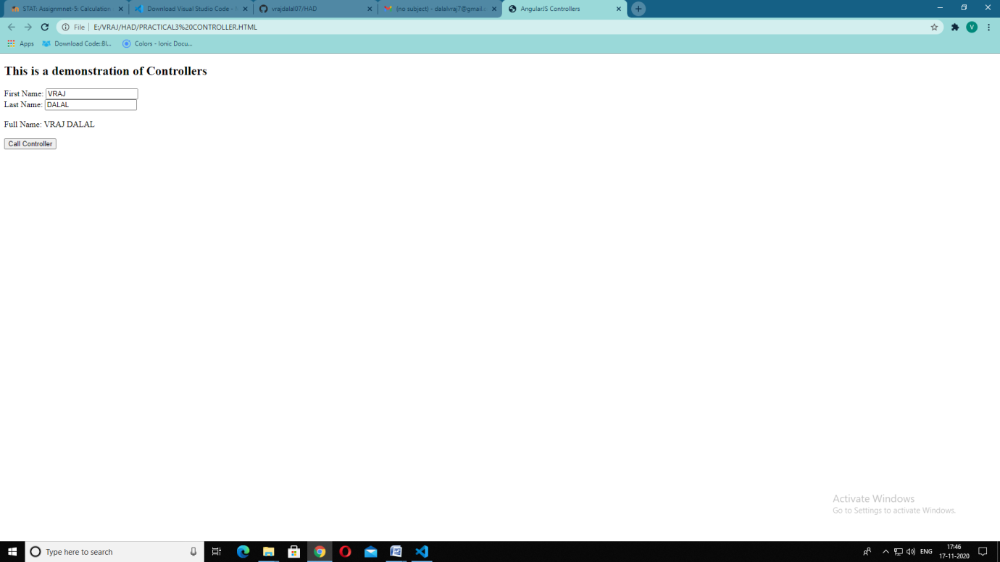 STAT: Assignmnet-5: Calculation
Download Visual Studio Code -
vrajdalal07/HAD
(no subject) - dalalvraj7@gmail.c
AngularJS Controllers
File
E:/VRAJ/HAD/PRACTICAL3%20CONTROLLER.HTML
V
Apps
Download Code::Bl...
Colors - Ionic Docu...
This is a demonstration of Controllers
First Name: VRAJ
Last Name: DALAL
Full Name: VRAJ DALAL
Call Controller
Activate Windows
Go to Settings to activate Windows.
Type here to search
ENG
17:46
17-11-2020